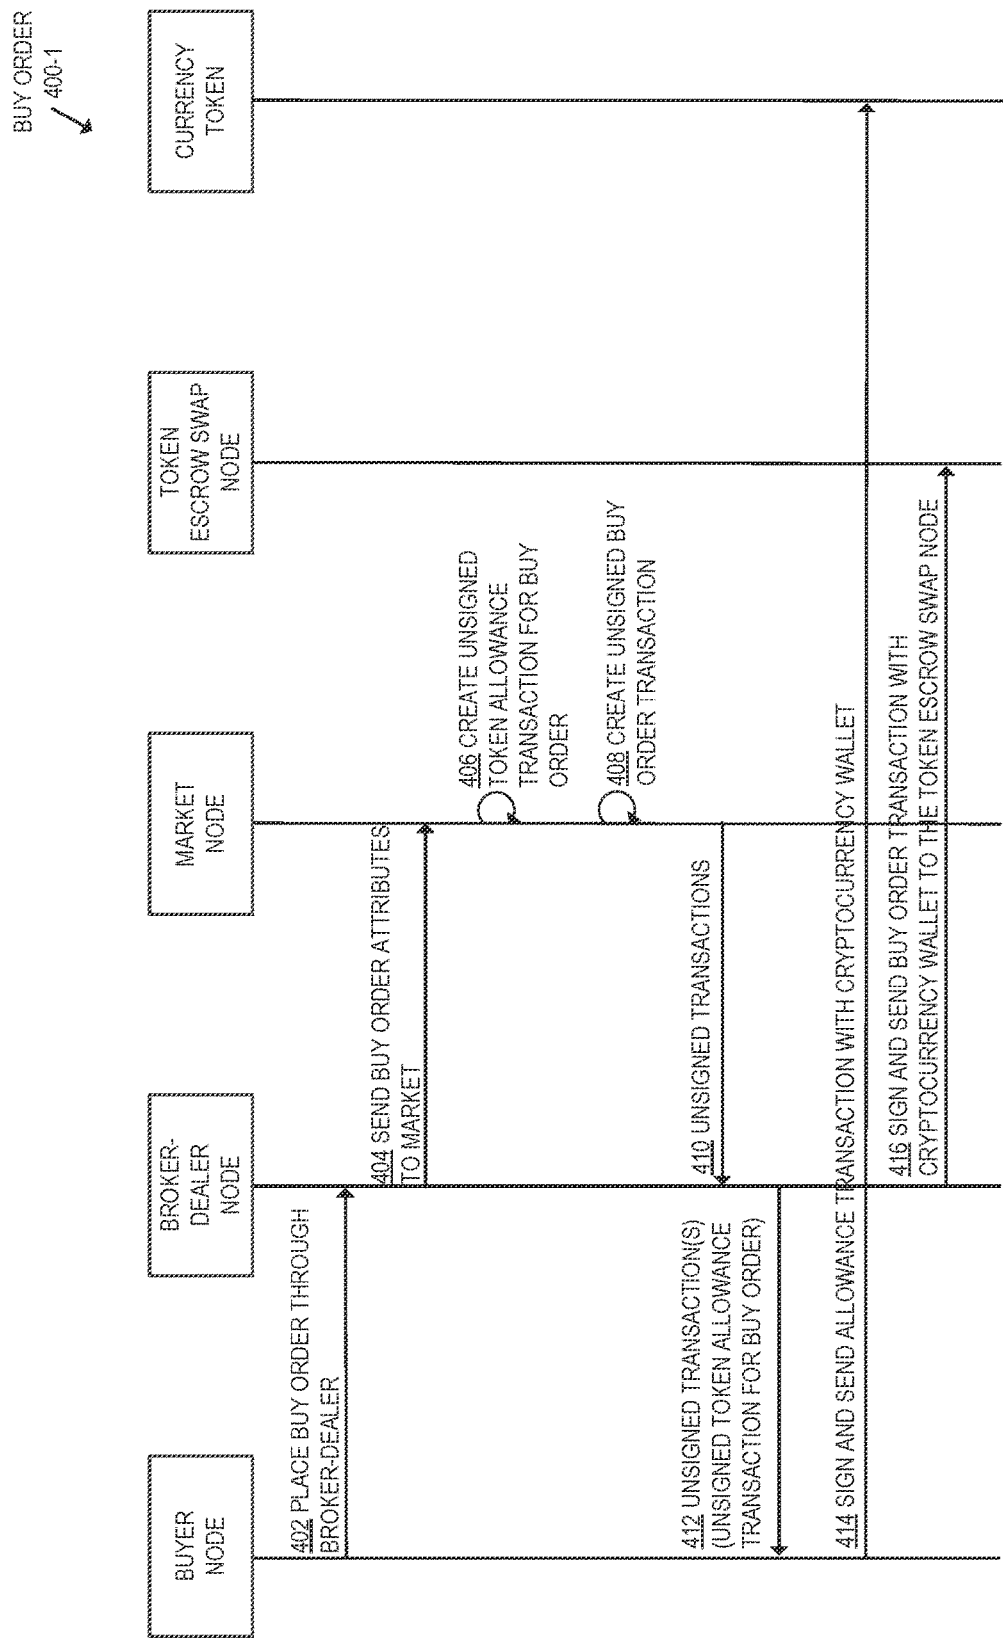 BUY ORDER
400-1
BUYER
NODE
BROKER-
DEALER
NODE
MARKET
NODE
TOKEN
ESCROW SWAP
NODE
CURRENCY
TOKEN
402 PLACE BUY ORDER THROUGH
BROKER-DEALER
404 SEND BUY ORDER ATTRIBUTES
TO MARKET
406 CREATE UNSIGNED
TOKEN ALLOWANCE
TRANSACTION FOR BUY
ORDER
408 CREATE UNSIGNED BUY
ORDER TRANSACTION
410 UNSIGNED TRANSACTIONS
412 UNSIGNED TRANSACTION(S)
(UNSIGNED TOKEN ALLOWANCE
TRANSACTION FOR BUY ORDER)
414 SIGN AND SEND ALLOWANCE TRANSACTION WITH CRYPTOCURRENCY WALLET
416 SIGN AND SEND BUY ORDER TRANSACTION WITH
CRYPTOCURRENCY WALLET TO THE TOKEN ESCROW SWAP NODE